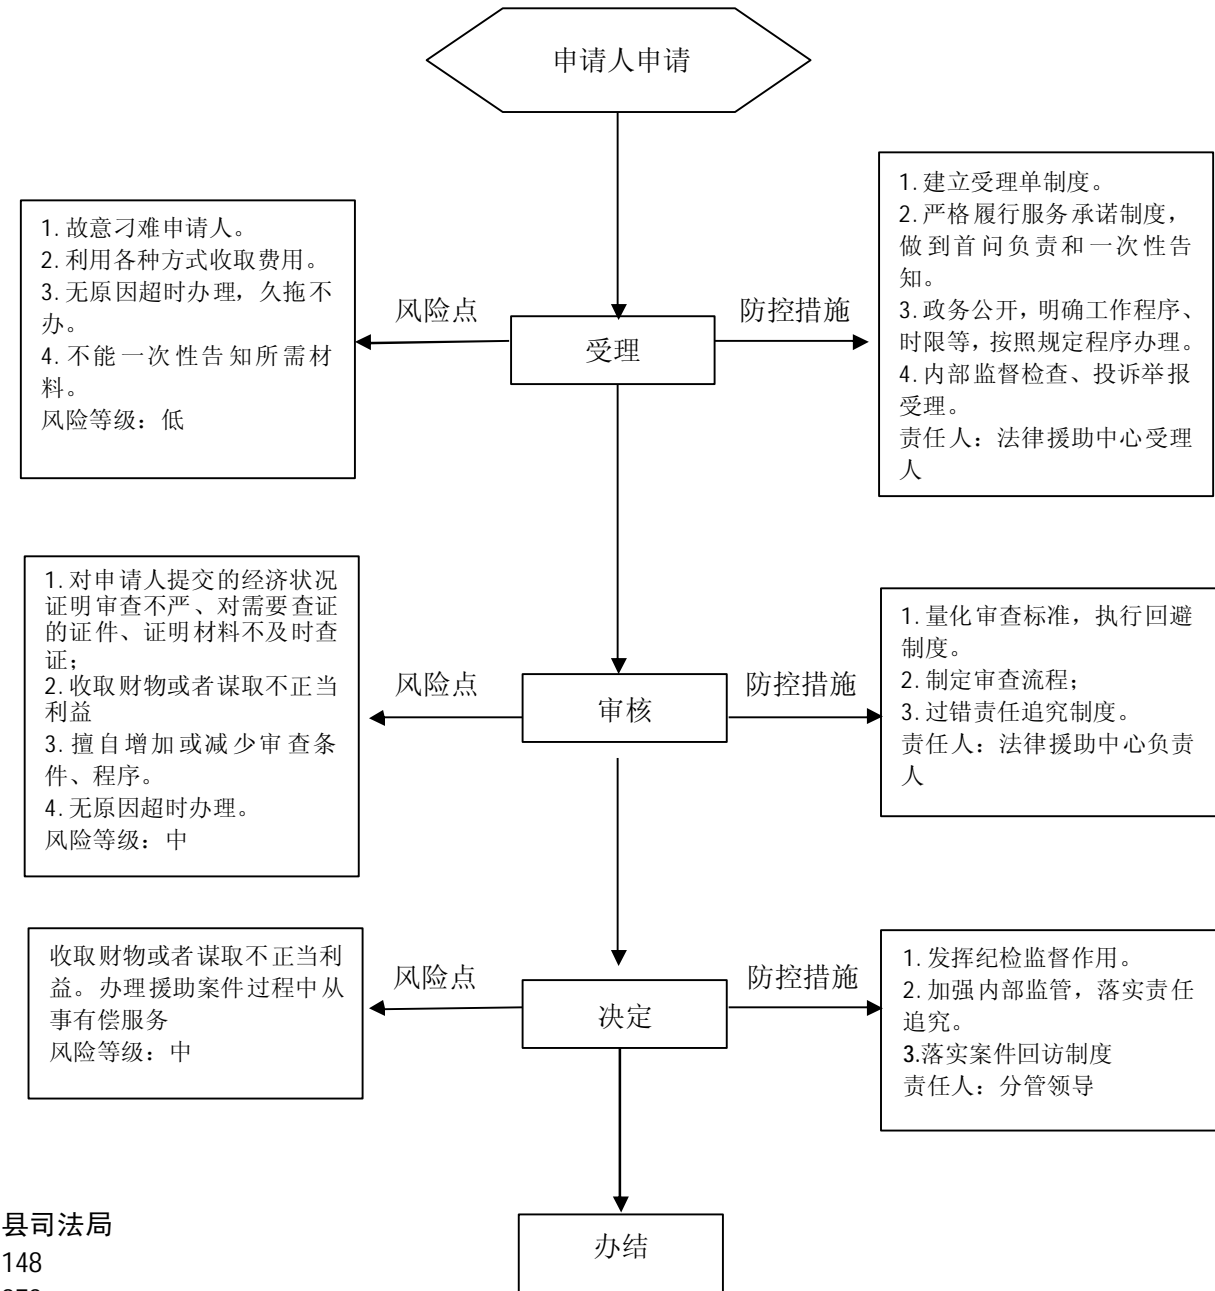 申请人申请
1.故意刁难申请人。
2.利用各种方式收取费用。
3.无原因超时办理，久拖不
办。
4.不能一次性告知所需材
料。
风险等级：低
风险点
受理
防控措施
1.建立受理单制度。
2.严格履行服务承诺制度，
做到首问负责和一次性告
知。
3.政务公开，明确工作程序、
时限等，按照规定程序办理。
4.内部监督检查、投诉举报
受理。
责任人：法律援助中心受理
人
1.对申请人提交的经济状况
证明审查不严、对需要查证
的证件、证明材料不及时查
证；
2.收取财物或者谋取不正当
利益
3.擅自增加或减少审查条
件、程序。
4.无原因超时办理。
风险等级：中
风险点
审核
防控措施
1.量化审查标准，执行回避
制度。
2.制定审查流程；
3.过错责任追究制度。
责任人：法律援助中心负责
人
收取财物或者谋取不正当利
益。办理援助案件过程中从
事有偿服务
风险等级：中
风险点
决定
防控措施
1.发挥纪检监督作用。
2.加强内部监管，落实责任
追究。
3.落实案件回访制度
责任人：分管领导
办结
县司法局
148